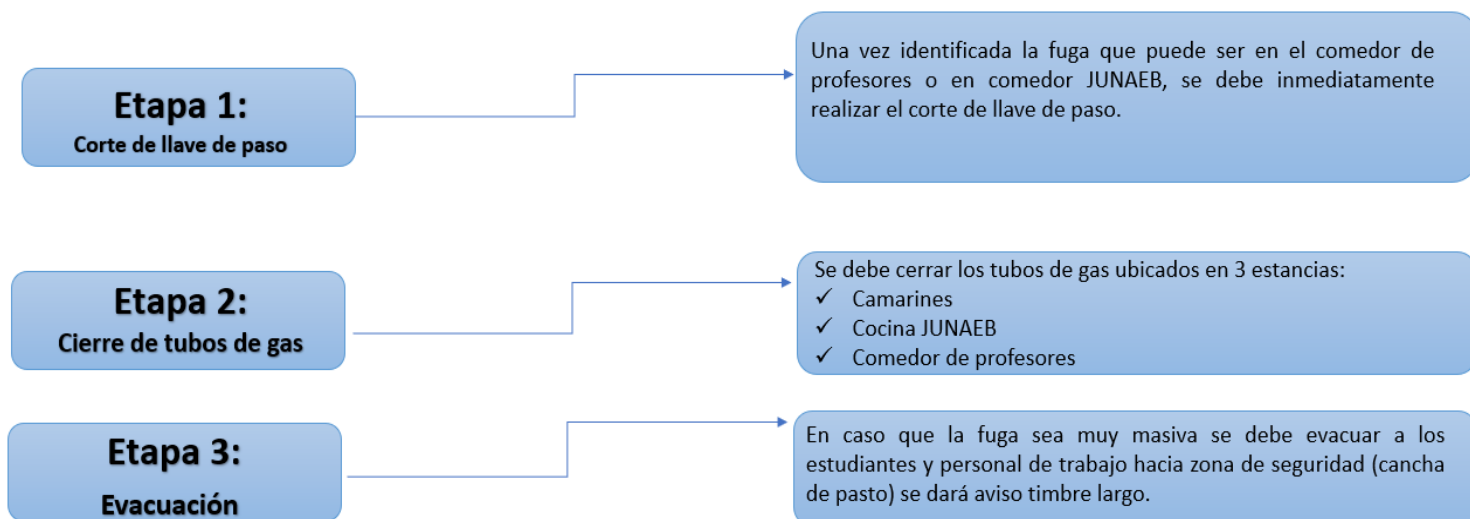 Etapa 1:
Corte de llave de paso
Una vez identificada la fuga que puede ser en el comedor de
profesores o en comedor JUNAEB, se debe inmediatamente
realizar el corte de llave de paso.
Etapa 2:
Cierre de tubos de gas
Se debe cerrar los tubos de gas ubicados en 3 estancias:
✓ Camarines
✓ Cocina JUNAEB
✓ Comedor de profesores
Etapa 3:
Evacuación
En caso que la fuga sea muy masiva se debe evacuar a los
estudiantes y personal de trabajo hacia zona de seguridad (cancha
de pasto) se dará aviso timbre largo.